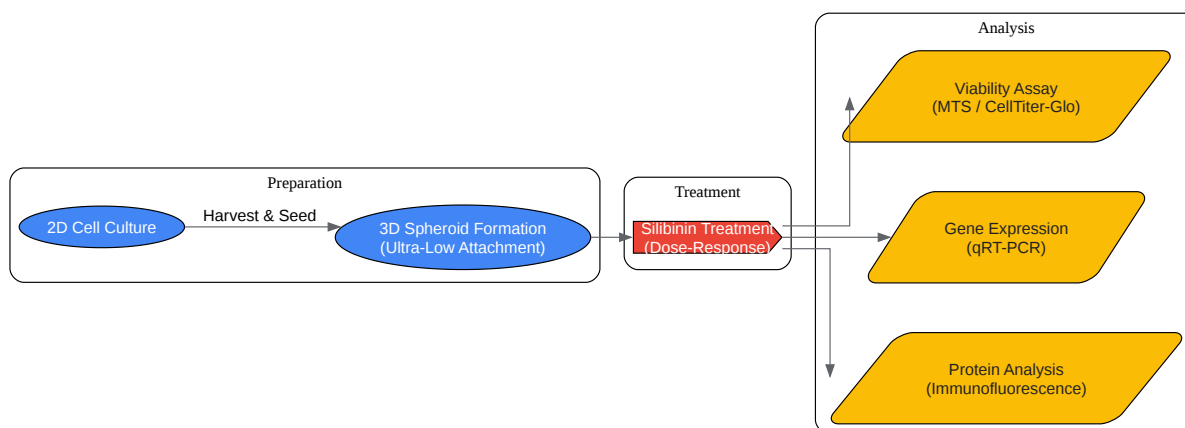 Preparation
2D Cell Culture
Harvest & Seed
3D Spheroid Formation
(Ultra-Low Attachment)
Treatment
Silibinin Treatment
(Dose-Response)
Analysis
Viability Assay
(MTS / CellTiter-Glo)
Gene Expression
(qRT-PCR)
Protein Analysis
(Immunofluorescence)